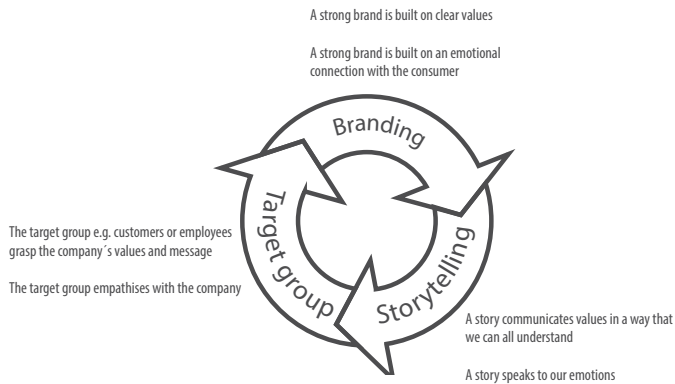 A strong brand is built on clear values
A strong brand is built on an emotional
connection with the consumer
Branding
Target group
Storytelling
The target group e.g. customers or employees
grasp the company´s values and message
The target group empathises with the company
A story communicates values in a way that
we can all understand
A story speaks to our emotions